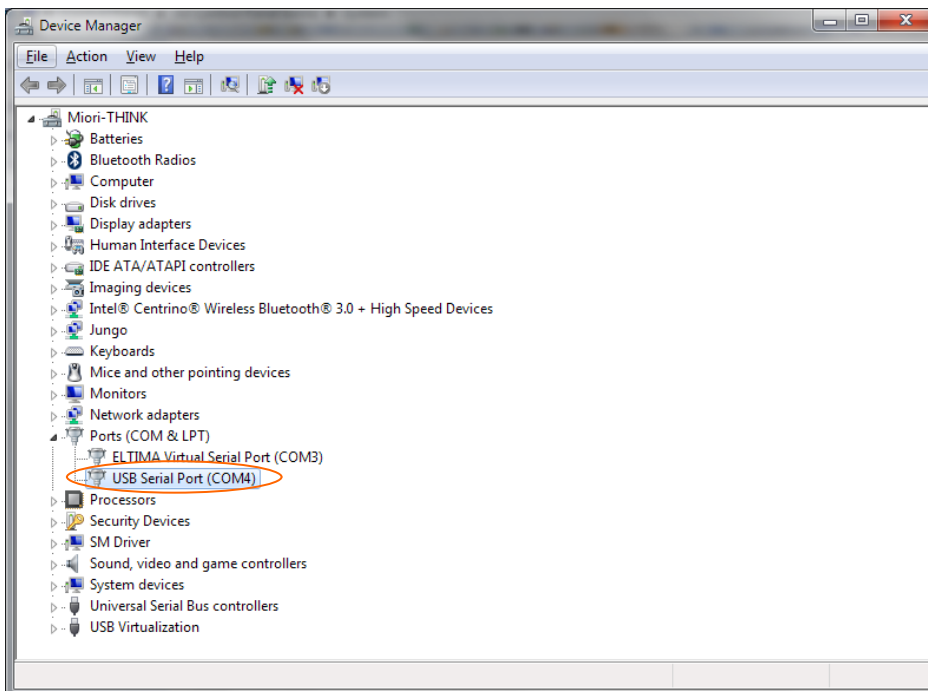 Device Manager
File Action View Help
Miori-THINK
Batteries
Bluetooth Radios
Computer
Disk drives
Display adapters
Human Interface Devices
IDE ATA/ATAPI controllers
Imaging devices
Intel® Centrino® Wireless Bluetooth® 3.0 + High Speed Devices
Jungo
Keyboards
Mice and other pointing devices
Monitors
Network adapters
Ports (COM & LPT)
ELTIMA Virtual Serial Port (COM3)
USB Serial Port (COM4)
Processors
Security Devices
SM Driver
Sound, video and game controllers
System devices
Universal Serial Bus controllers
USB Virtualization